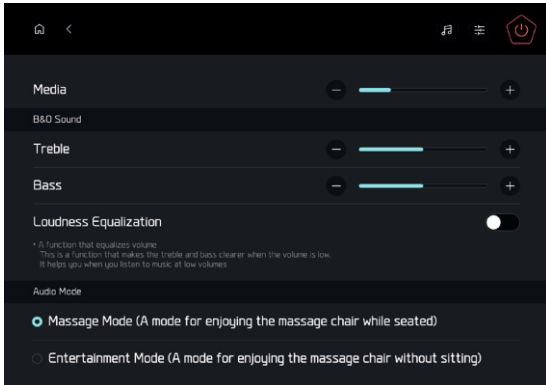 Media
B&O Sound
Treble
Bass
Loudness Equalization
* A function that equalizes volume
This is a function that makes the treble and bass clearer when the volume is low.
It helps you when you listen to music at low volumes
Audio Mode
Massage Mode (A mode for enjoying the massage chair while seated)
Entertainment Mode (A mode for enjoying the massage chair without sitting)